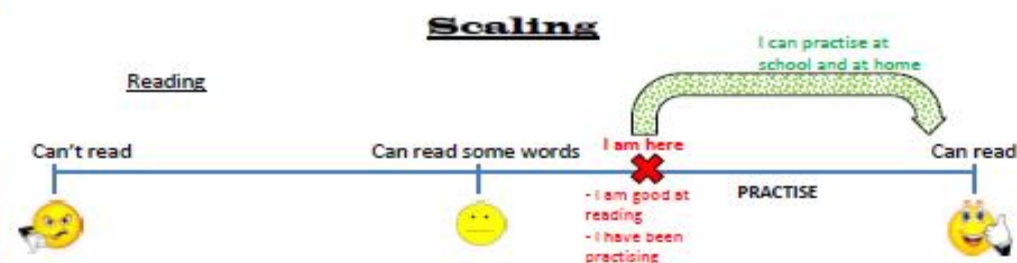 Scaling
I can practise at
school and at home
Reading
Can't read
Can read some words
I am here
Can read
- I am good at
reading
- I have been
practising
PRACTISE